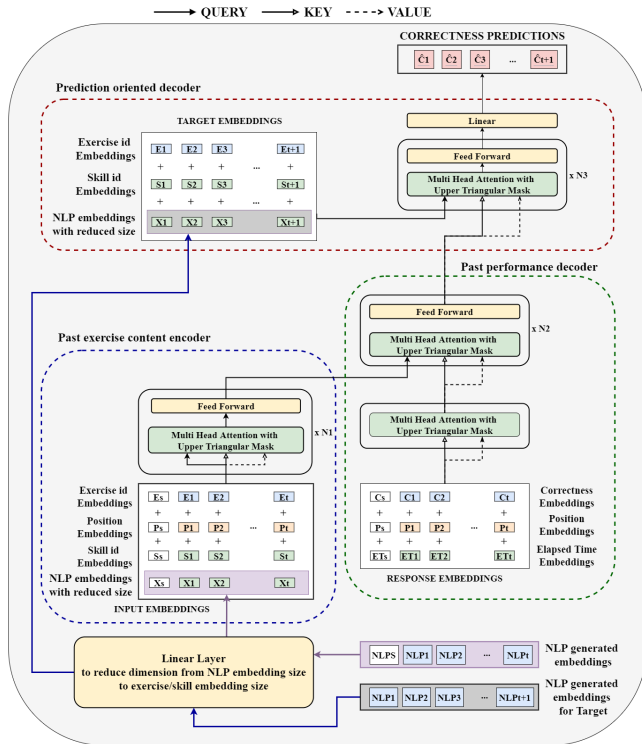 QUERY KEY VALUE
CORRECTNESS PREDICTIONS
Ĉ1 Ĉ2 Ĉ3 ... Ĉt+1
Prediction oriented decoder
TARGET EMBEDDINGS
Exercise id
Embeddings
E1 E2 E3 ... Et+1
+ + + +
Skill id
Embeddings
S1 S2 S3 ... St+1
+ + + ... +
NLP embeddings
with reduced size
X1 X2 X3 Xt+1
Linear
Feed Forward
Multi Head Attention with
Upper Triangular Mask
x N3
Past performance decoder
Feed Forward
Multi Head Attention with
Upper Triangular Mask
x N2
Multi Head Attention with
Upper Triangular Mask
Past exercise content encoder
Feed Forward
Multi Head Attention with
Upper Triangular Mask
x N1
Exercise id
Embeddings
Es E1 E2 Et
+ + + +
Position
Embeddings
Ps P1 P2 ... Pt
+ + + +
Skill id
Embeddings
Ss S1 S2 St
+ + + +
NLP embeddings
with reduced size
Xs X1 X2 Xt
INPUT EMBEDDINGS
Cs C1 C2 Ct
Correctness
Embeddings
+ + + +
Ps P1 P2 ... Pt
Position
Embeddings
+ + + +
ETs ET1 ET2 ETt
Elapsed Time
Embeddings
RESPONSE EMBEDDINGS
Linear Layer
to reduce dimension from NLP embedding size
to exercise/skill embedding size
NLPS NLP1 NLP2 ... NLPt
NLP generated
embeddings
NLP1 NLP2 NLP3 ... NLPt+1
NLP generated
embeddings
for Target